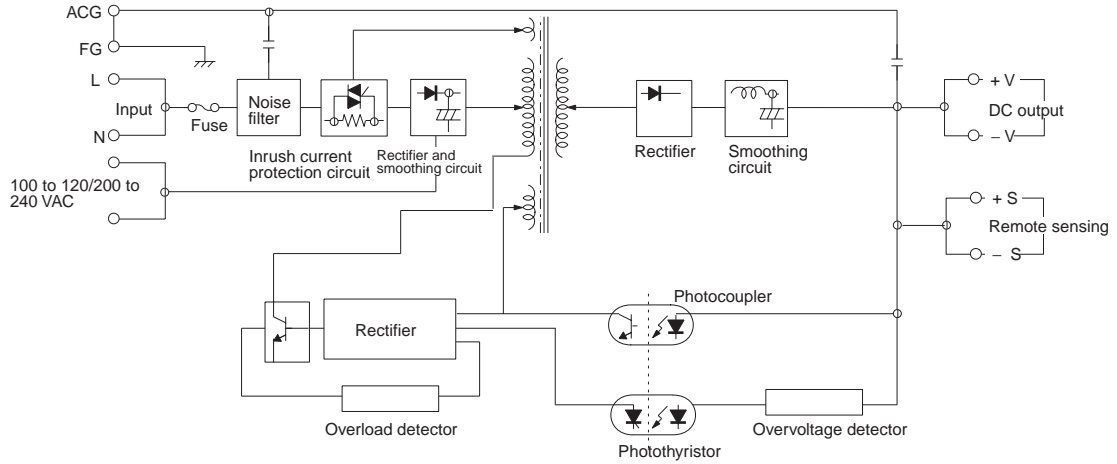 ACG
FG
L
Input
N
Fuse
Noise
filter
Inrush current
protection circuit
Rectifier and
smoothing circuit
100 to 120/200 to
240 VAC
Rectifier
Smoothing
circuit
+ V
DC output
– V
+ S
Remote sensing
– S
Photocoupler
Rectifier
Overload detector
Photothyristor
Overvoltage detector